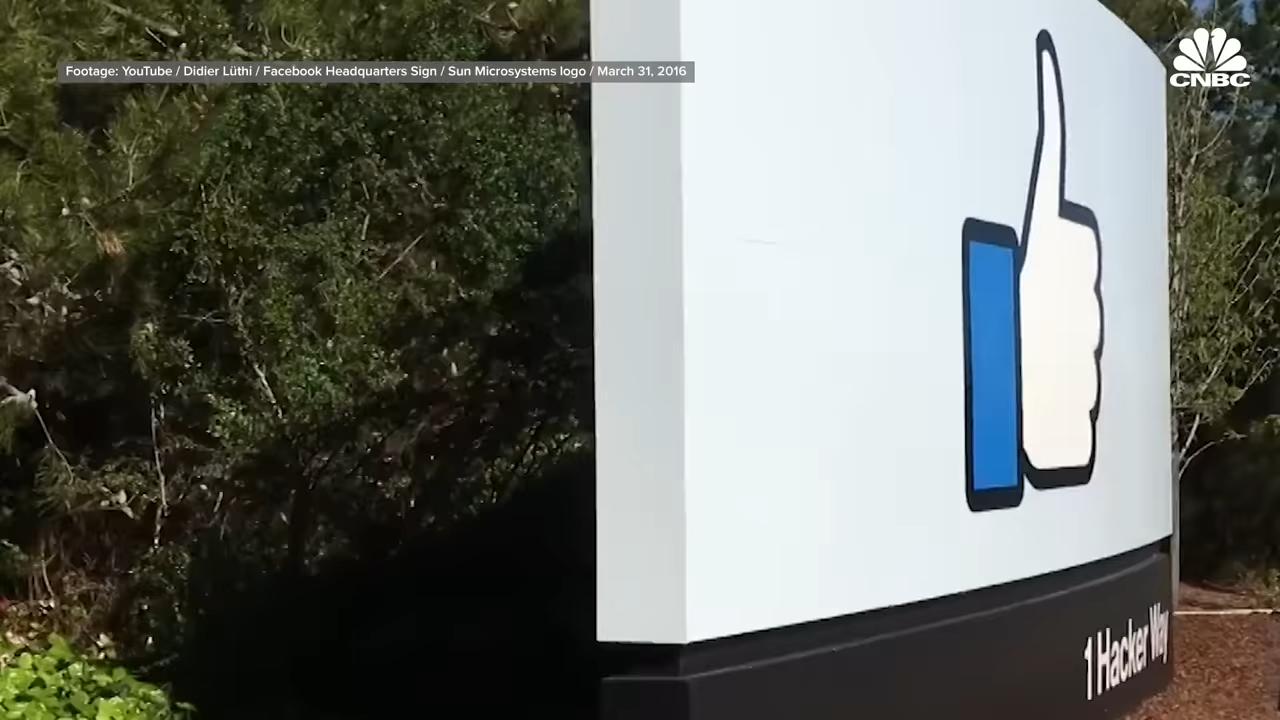 Footage: YouTube / Didier Lüthi / Facebook Headquarters Sign / Sun Microsystems logo / March 31, 2016
CNBC
1 Hacker Way